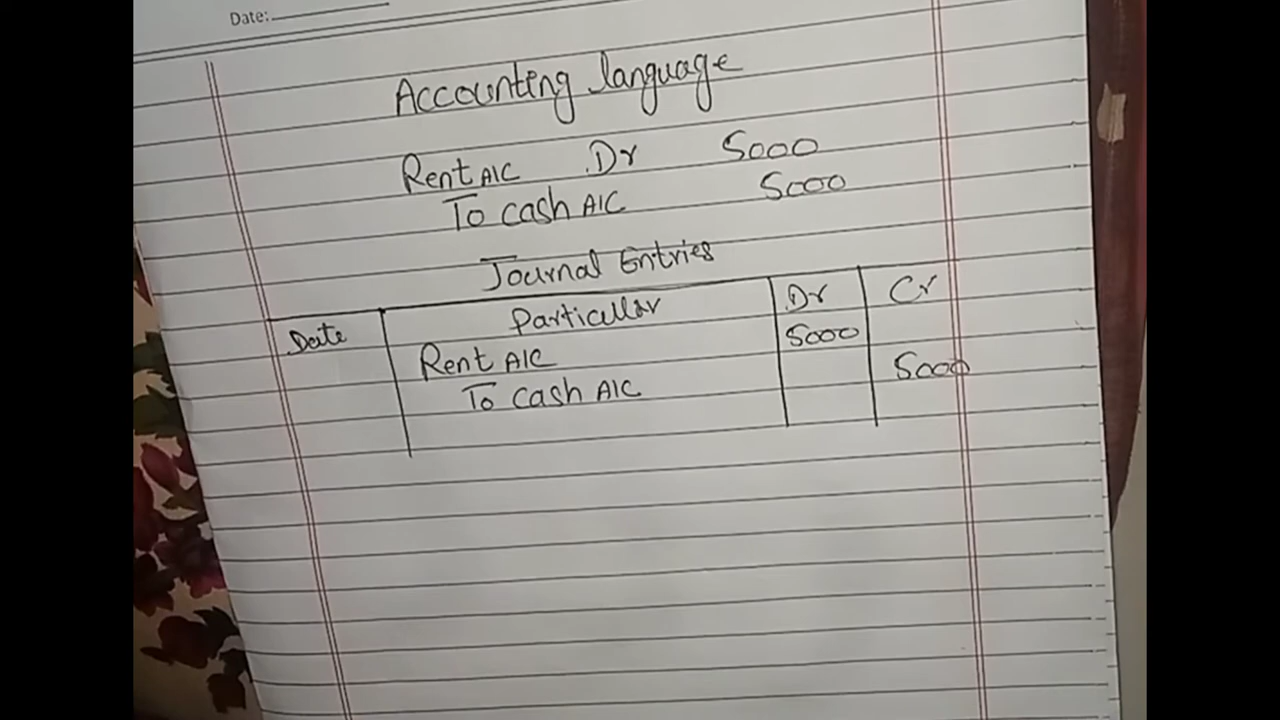 Date:
Accounting language
Rent A/C Dr 5000
To cash A/C 5000
Journal Entries
Date Particular Dr Cr
Rent A/C 5000
To cash A/C 5000